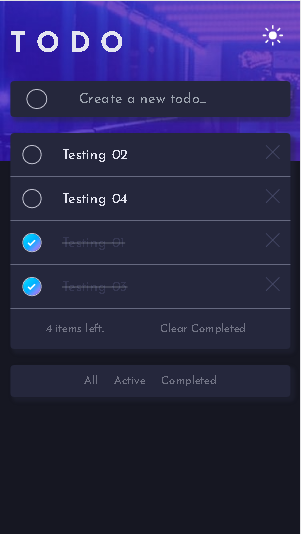 TODO
Create a new todo...
Testing 02
Testing 04
Testing 01
Testing 03
4 items left.
Clear Completed
All Active Completed